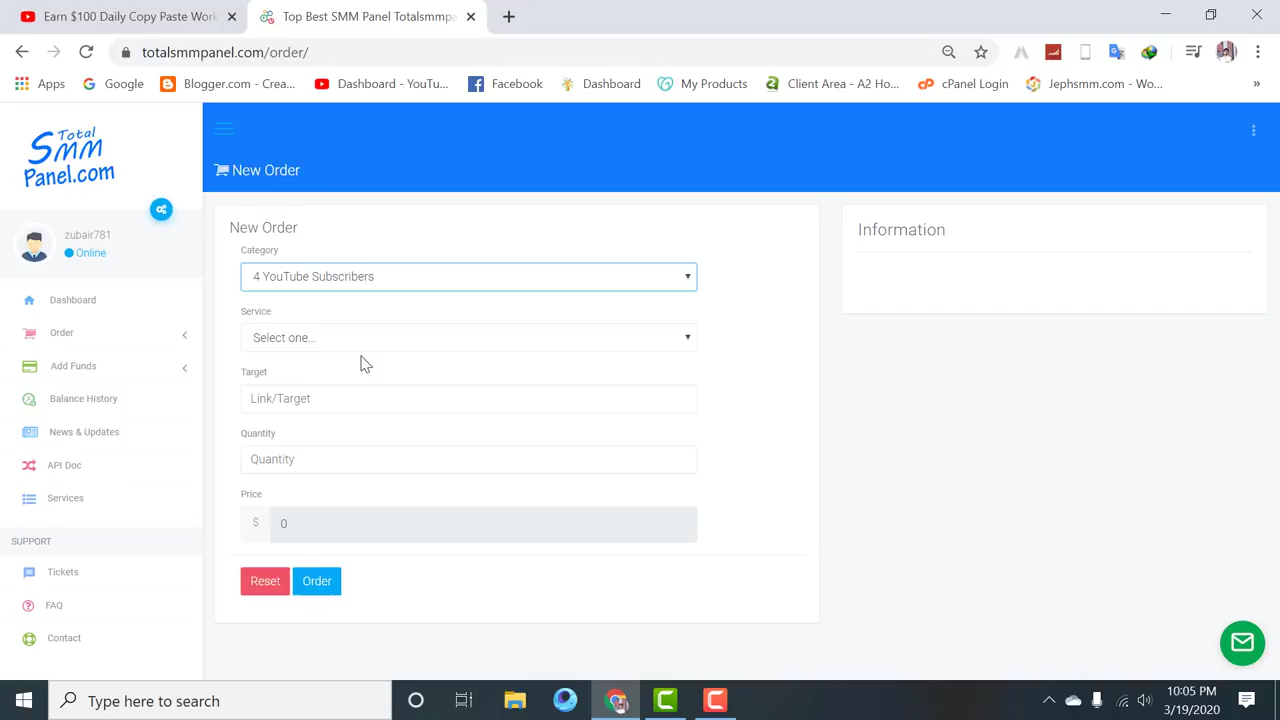 Earn $100 Daily Copy Paste Work
Top Best SMM Panel Totalsmmpa
totalsmmpanel.com/order/
Apps
Google
Blogger.com - Crea...
Dashboard - YouTu...
Facebook
Dashboard
My Products
Client Area - A2 Ho...
cPanel Login
Jephsmm.com - Wo...
»
Total
SMM
Panel.com
New Order
zubair781
Online
Dashboard
Order
Add Funds
Balance History
News & Updates
API Doc
Services
SUPPORT
Tickets
FAQ
Contact
New Order
Category
4 YouTube Subscribers
Service
Select one...
Target
Link/Target
Quantity
Quantity
Price
$ 0
Reset
Order
Information
Type here to search
10:05 PM
3/19/2020